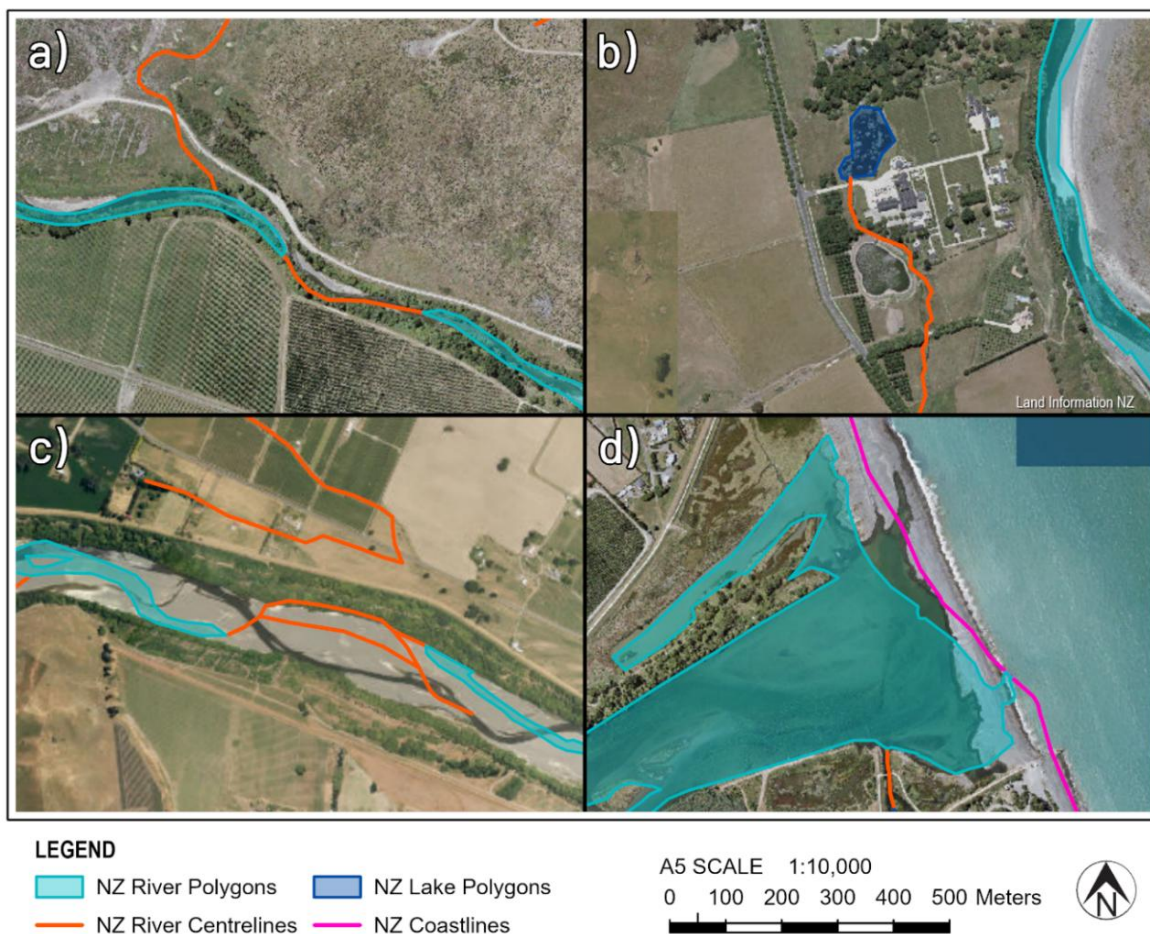 a)
b)
Land Information NZ
c)
d)
LEGEND
NZ River Polygons
NZ Lake Polygons
NZ River Centrelines
NZ Coastlines
A5 SCALE 1:10,000
0 100 200 300 400 500 Meters
N